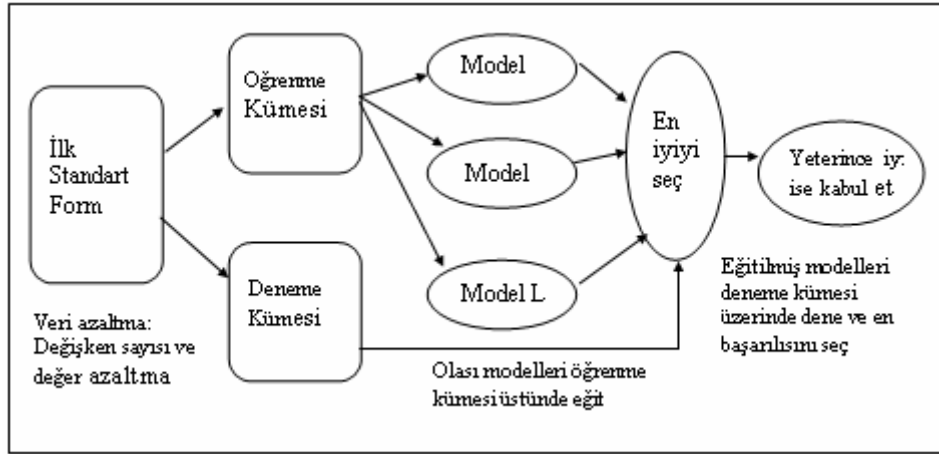 İlk
Standart
Form
Veri azaltma:
Değişken sayısı ve
değer azaltma
Oğrenme
Kümesi
Deneme
Kümesi
Model
Model
Model L
Olası modelleri öğrenme
kümesi üstünde eğit
En
iyiyi
seç
Yeterince iy:
ise kabul et
Eğitilmiş modelleri
deneme kümesi
üzerinde dene ve en
başarılısını seç